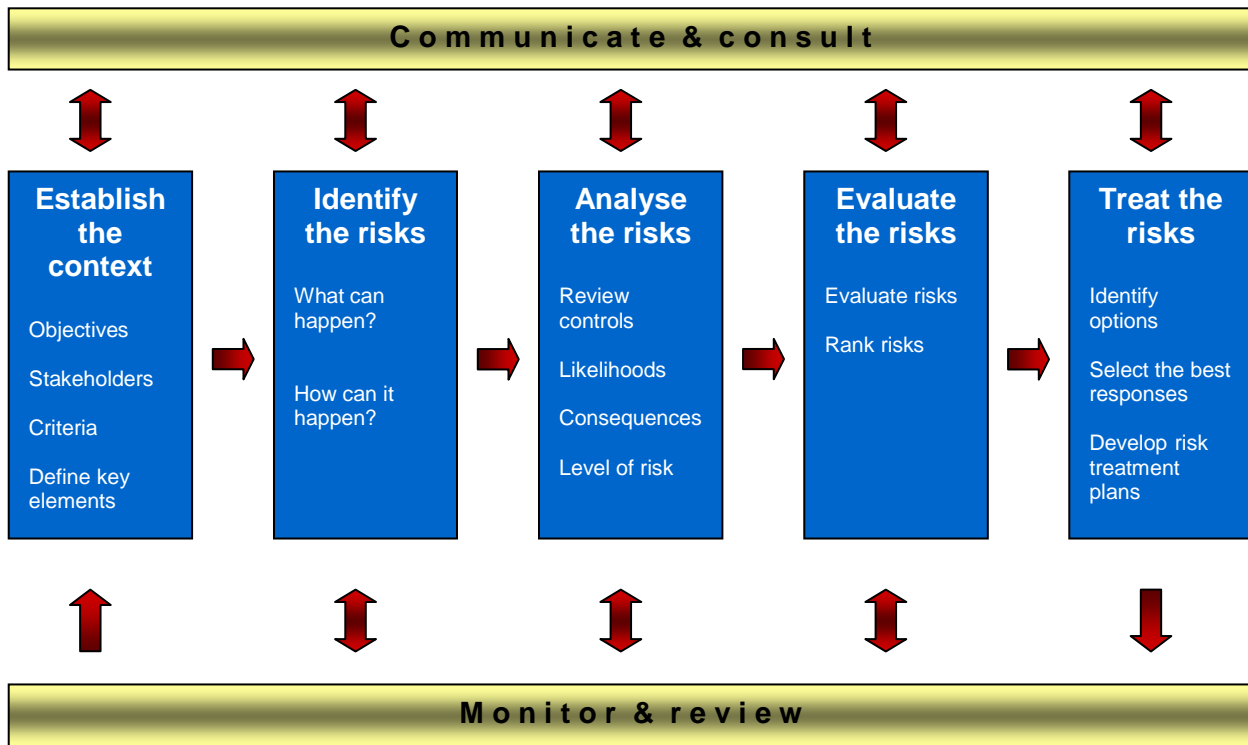 Communicate & consult
Establish
the
context
Objectives
Stakeholders
Criteria
Define key
elements
Identify
the risks
What can
happen?
How can it
happen?
Analyse
the risks
Review
controls
Likelihoods
Consequences
Level of risk
Evaluate
the risks
Evaluate risks
Rank risks
Treat the
risks
Identify
options
Select the best
responses
Develop risk
treatment
plans
Monitor & review